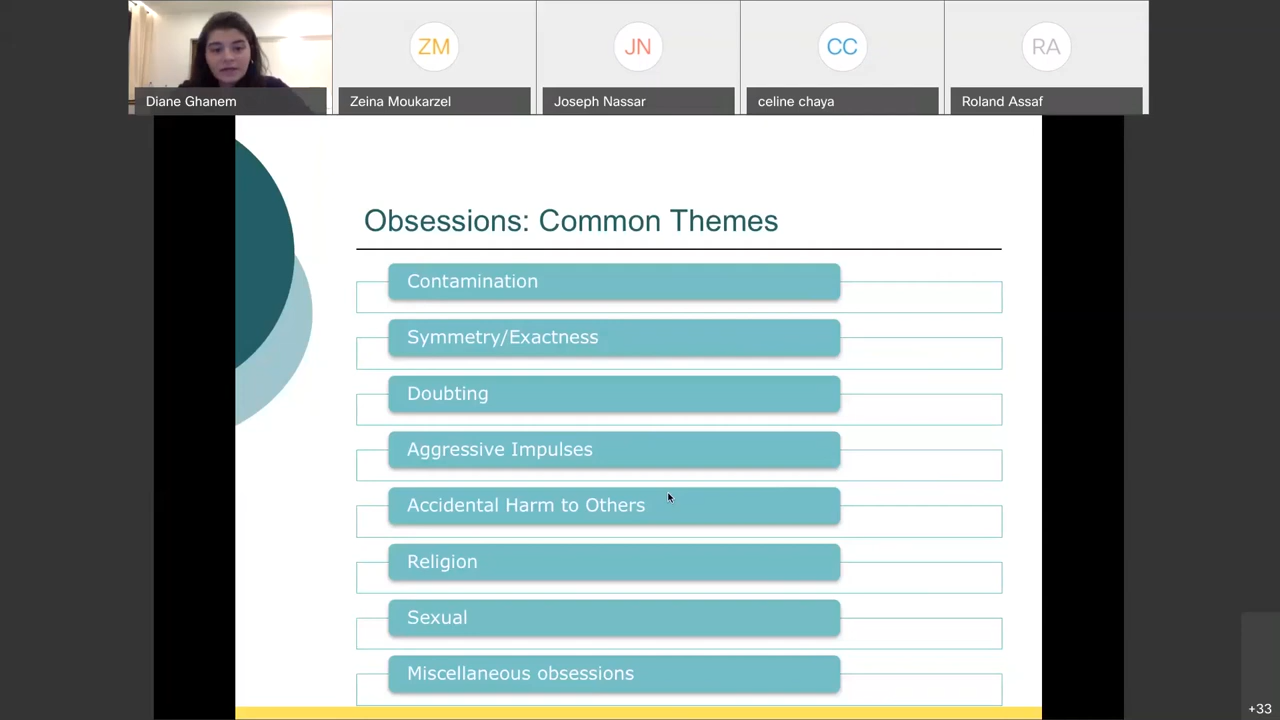 ZM
JN
CC
RA
Diane Ghanem
Zeina Moukarzel
Joseph Nassar
celine chaya
Roland Assaf
Obsessions: Common Themes
Contamination
Symmetry/Exactness
Doubting
Aggressive Impulses
Accidental Harm to Others
Religion
Sexual
Miscellaneous obsessions
+33